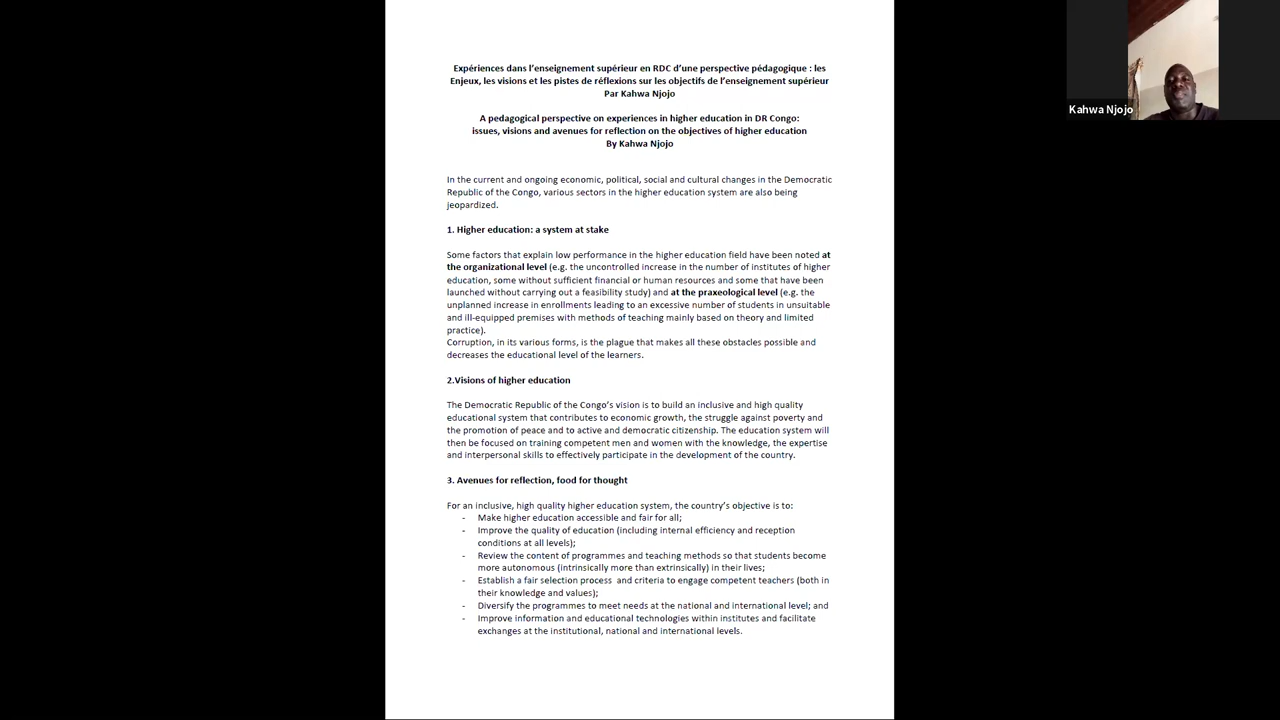 Expériences dans l'enseignement supérieur en RDC d'une perspective pédagogique : les
Enjeux, les visions et les pistes de réflexions sur les objectifs de l'enseignement supérieur
Par Kahwa Njojo
A pedagogical perspective on experiences in higher education in DR Congo:
issues, visions and avenues for reflection on the objectives of higher education
By Kahwa Njojo
In the current and ongoing economic, political, social and cultural changes in the Democratic
Republic of the Congo, various sectors in the higher education system are also being
jeopardized.
1. Higher education: a system at stake
Some factors that explain low performance in the higher education field have been noted at
the organizational level (e.g. the uncontrolled increase in the number of institutes of higher
education, some without sufficient financial or human resources and some that have been
launched without carrying out a feasibility study) and at the praxeological level (e.g. the
unplanned increase in enrollments leading to an excessive number of students in unsuitable
and ill-equipped premises with methods of teaching mainly based on theory and limited
practice).
Corruption, in its various forms, is the plague that makes all these obstacles possible and
decreases the educational level of the learners.
2.Visions of higher education
The Democratic Republic of the Congo's vision is to build an inclusive and high quality
educational system that contributes to economic growth, the struggle against poverty and
the promotion of peace and to active and democratic citizenship. The education system will
then be focused on training competent men and women with the knowledge, the expertise
and interpersonal skills to effectively participate in the development of the country.
3. Avenues for reflection, food for thought
For an inclusive, high quality higher education system, the country's objective is to:
- Make higher education accessible and fair for all;
- Improve the quality of education (including internal efficiency and reception
conditions at all levels);
- Review the content of programmes and teaching methods so that students become
more autonomous (intrinsically more than extrinsically) in their lives;
- Establish a fair selection process  and criteria to engage competent teachers (both in
their knowledge and values);
- Diversify the programmes to meet needs at the national and international level; and
- Improve information and educational technologies within institutes and facilitate
exchanges at the institutional, national and international levels.
Kahwa Njojo